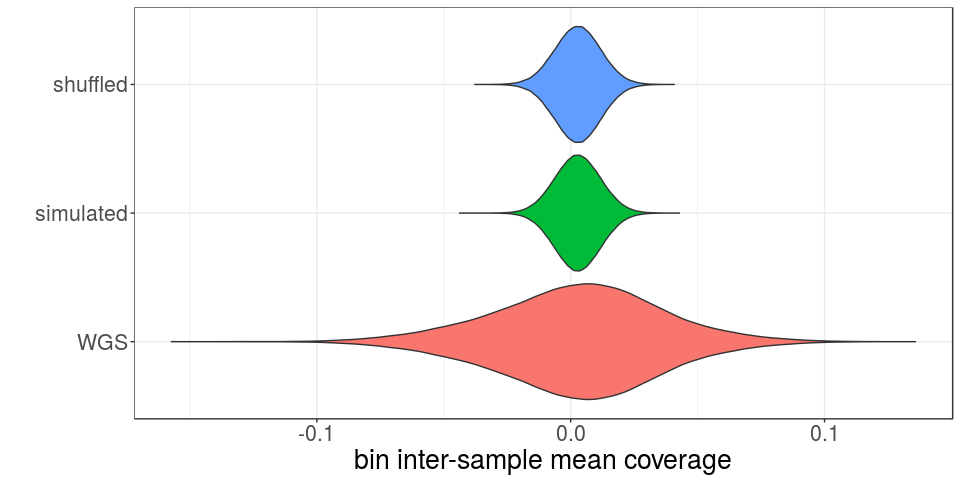 shuffled
simulated
WGS
-0.1 0.0 0.1
bin inter-sample mean coverage